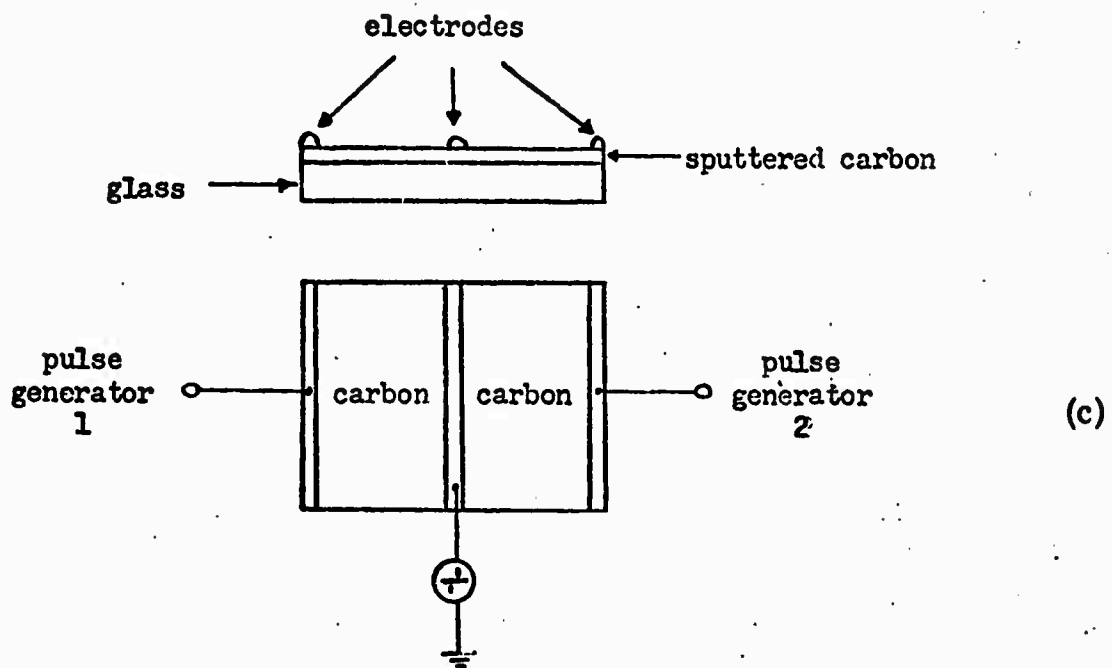 electrodes
sputtered carbon
glass
pulse
generator
1
carbon
carbon
pulse
generator
2
(c)